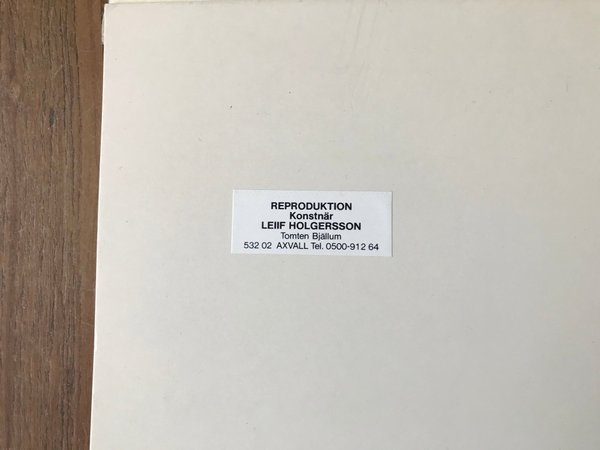 REPRODUKTION
Konstnär
LEIIF HOLGERSSON
Tomten Bjällum
532 02 AXVALL Tel. 0500-912 64